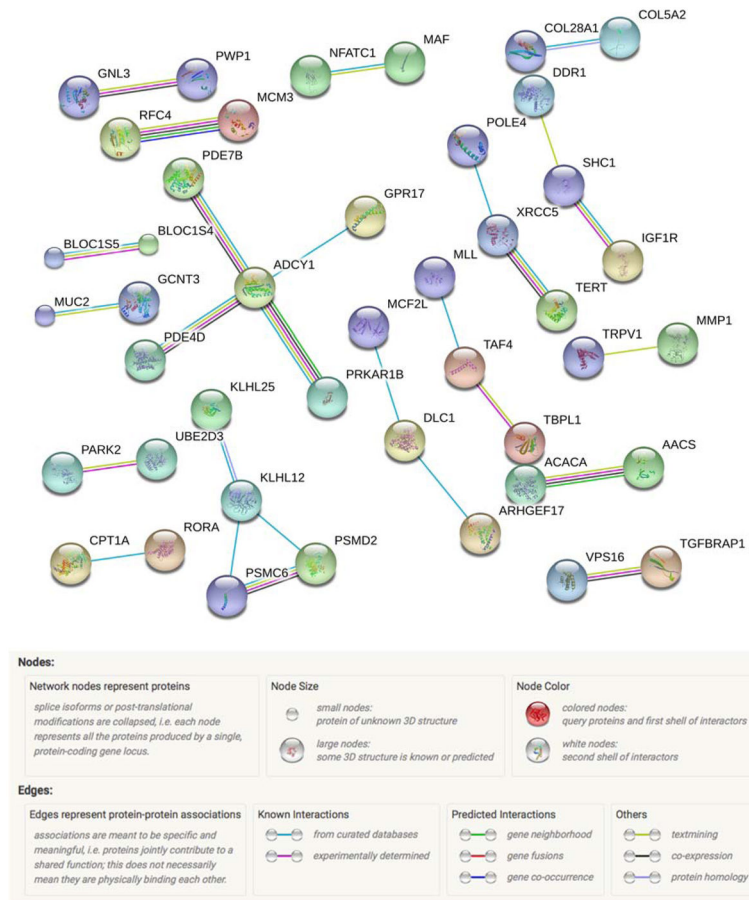 COL5A2
COL28A1
MAF
NFATC1
PWP1
GNL3
DDR1
MCM3
RFC4
POLE4
PDE7B
SHC1
GPR17
XRCC5
BLOC1S4
BLOC1S5
IGF1R
MLL
ADCY1
GCNT3
TERT
MUC2
MCF2L
MMP1
TRPV1
PDE4D
TAF4
PRKAR1B
KLHL25
DLC1
TBPL1
UBE2D3
PARK2
AACS
ACACA
KLHL12
ARHGEF17
RORA
CPT1A
PSMD2
TGFBRAP1
VPS16
PSMC6
Nodes:
Network nodes represent proteins
splice isoforms or post-translational
modifications are collapsed, i.e. each node
represents all the proteins produced by a single,
protein-coding gene locus.
Node Size
small nodes:
protein of unknown 3D structure
large nodes:
some 3D structure is known or predicted
Node Color
colored nodes:
query proteins and first shell of interactors
white nodes:
second shell of interactors
Edges:
Edges represent protein-protein associations
associations are meant to be specific and
meaningful, i.e. proteins jointly contribute to a
shared function; this does not necessarily
mean they are physically binding each other.
Known Interactions
from curated databases
experimentally determined
Predicted Interactions
gene neighborhood
gene fusions
gene co-occurrence
Others
textmining
co-expression
protein homology